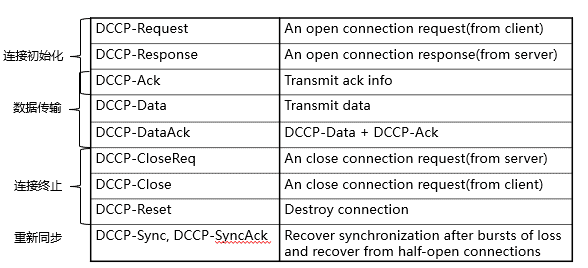 DCCP-Request An open connection request(from client)
连接初始化 DCCP-Response An open connection response(from server)
DCCP-Ack Transmit ack info
数据传输 DCCP-Data Transmit data
DCCP-DataAck DCCP-Data + DCCP-Ack
DCCP-CloseReq An close connection request(from server)
连接终止 DCCP-Close An close connection request(from client)
DCCP-Reset Destroy connection
重新同步 DCCP-Sync, DCCP-SyncAck Recover synchronization after bursts of loss
and recover from half-open connections